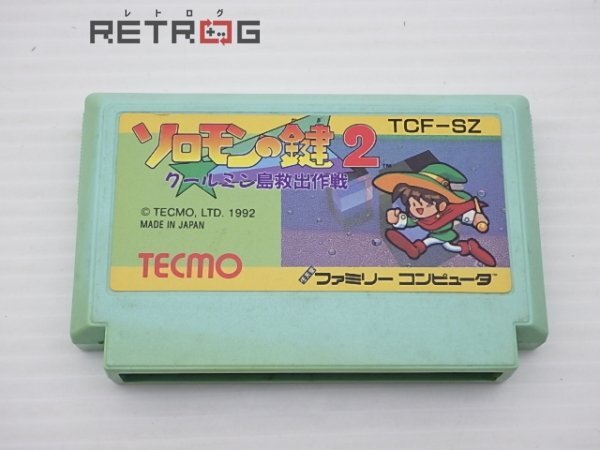 レトログ
RETROG
TCF-SZ
ソロモンの鍵2
TM
クールミン島救出作戦
© TECMO, LTD. 1992
MADE IN JAPAN
TECMO
ファミリー コンピュータ